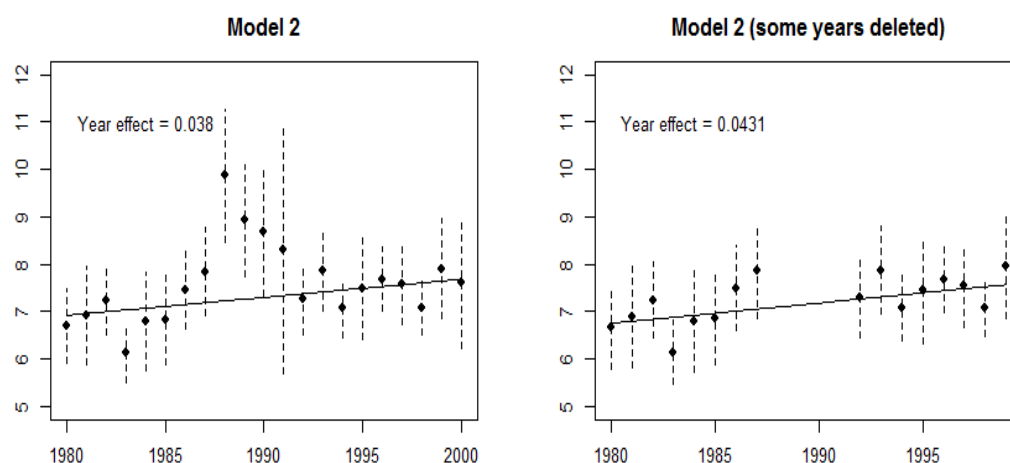 Model 2
Year effect = 0.038
12
11
10
9
8
7
6
5
1980 1985 1990 1995 2000
Model 2 (some years deleted)
Year effect = 0.0431
12
11
10
9
8
7
6
5
1980 1985 1990 1995